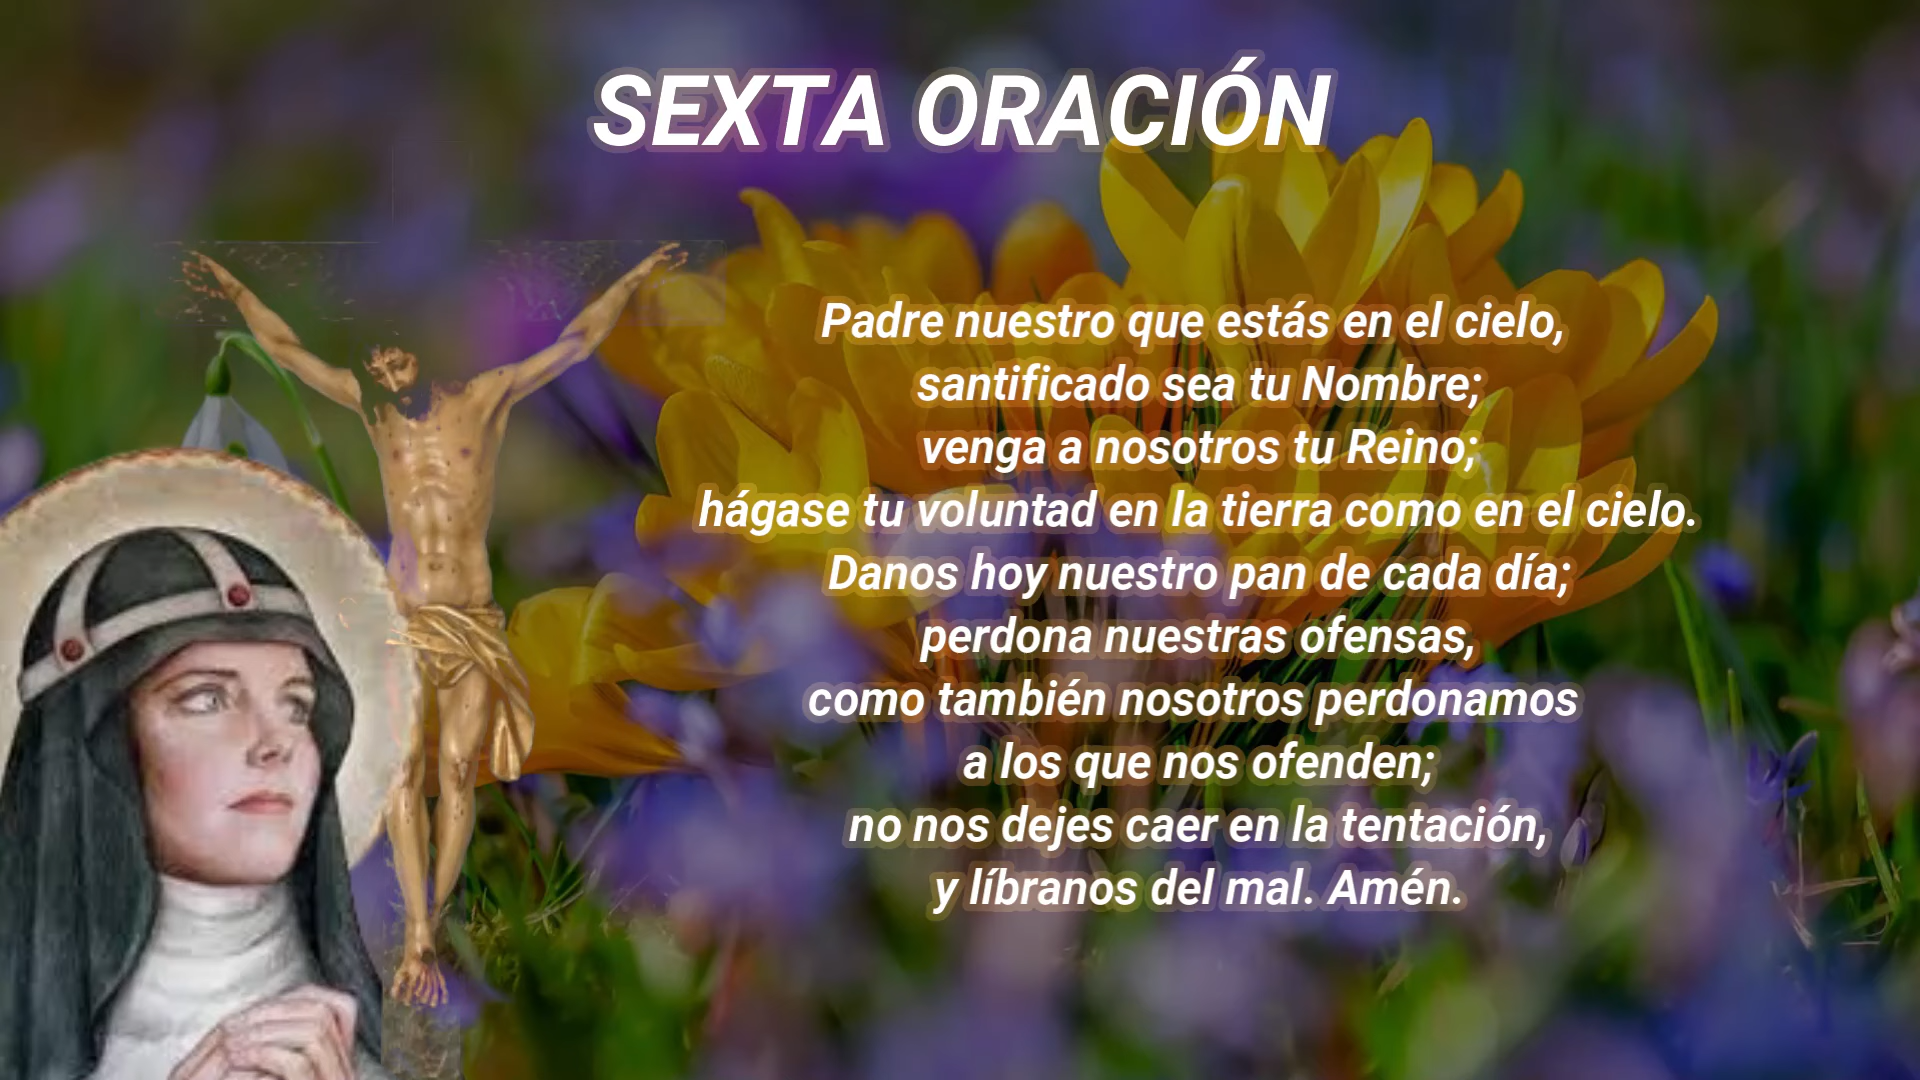 SEXTA ORACIÓN
Padre nuestro que estás en el cielo,
santificado sea tu Nombre;
venga a nosotros tu Reino;
hágase tu voluntad en la tierra como en el cielo.
Danos hoy nuestro pan de cada día;
perdona nuestras ofensas,
como también nosotros perdonamos
a los que nos ofenden;
no nos dejes caer en la tentación,
y líbranos del mal. Amén.